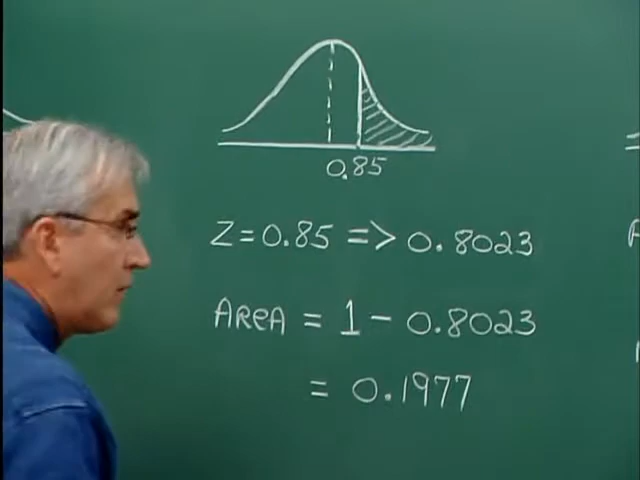 0.85
Z = 0.85 => 0.8023
AREA = 1 - 0.8023
= 0.1977